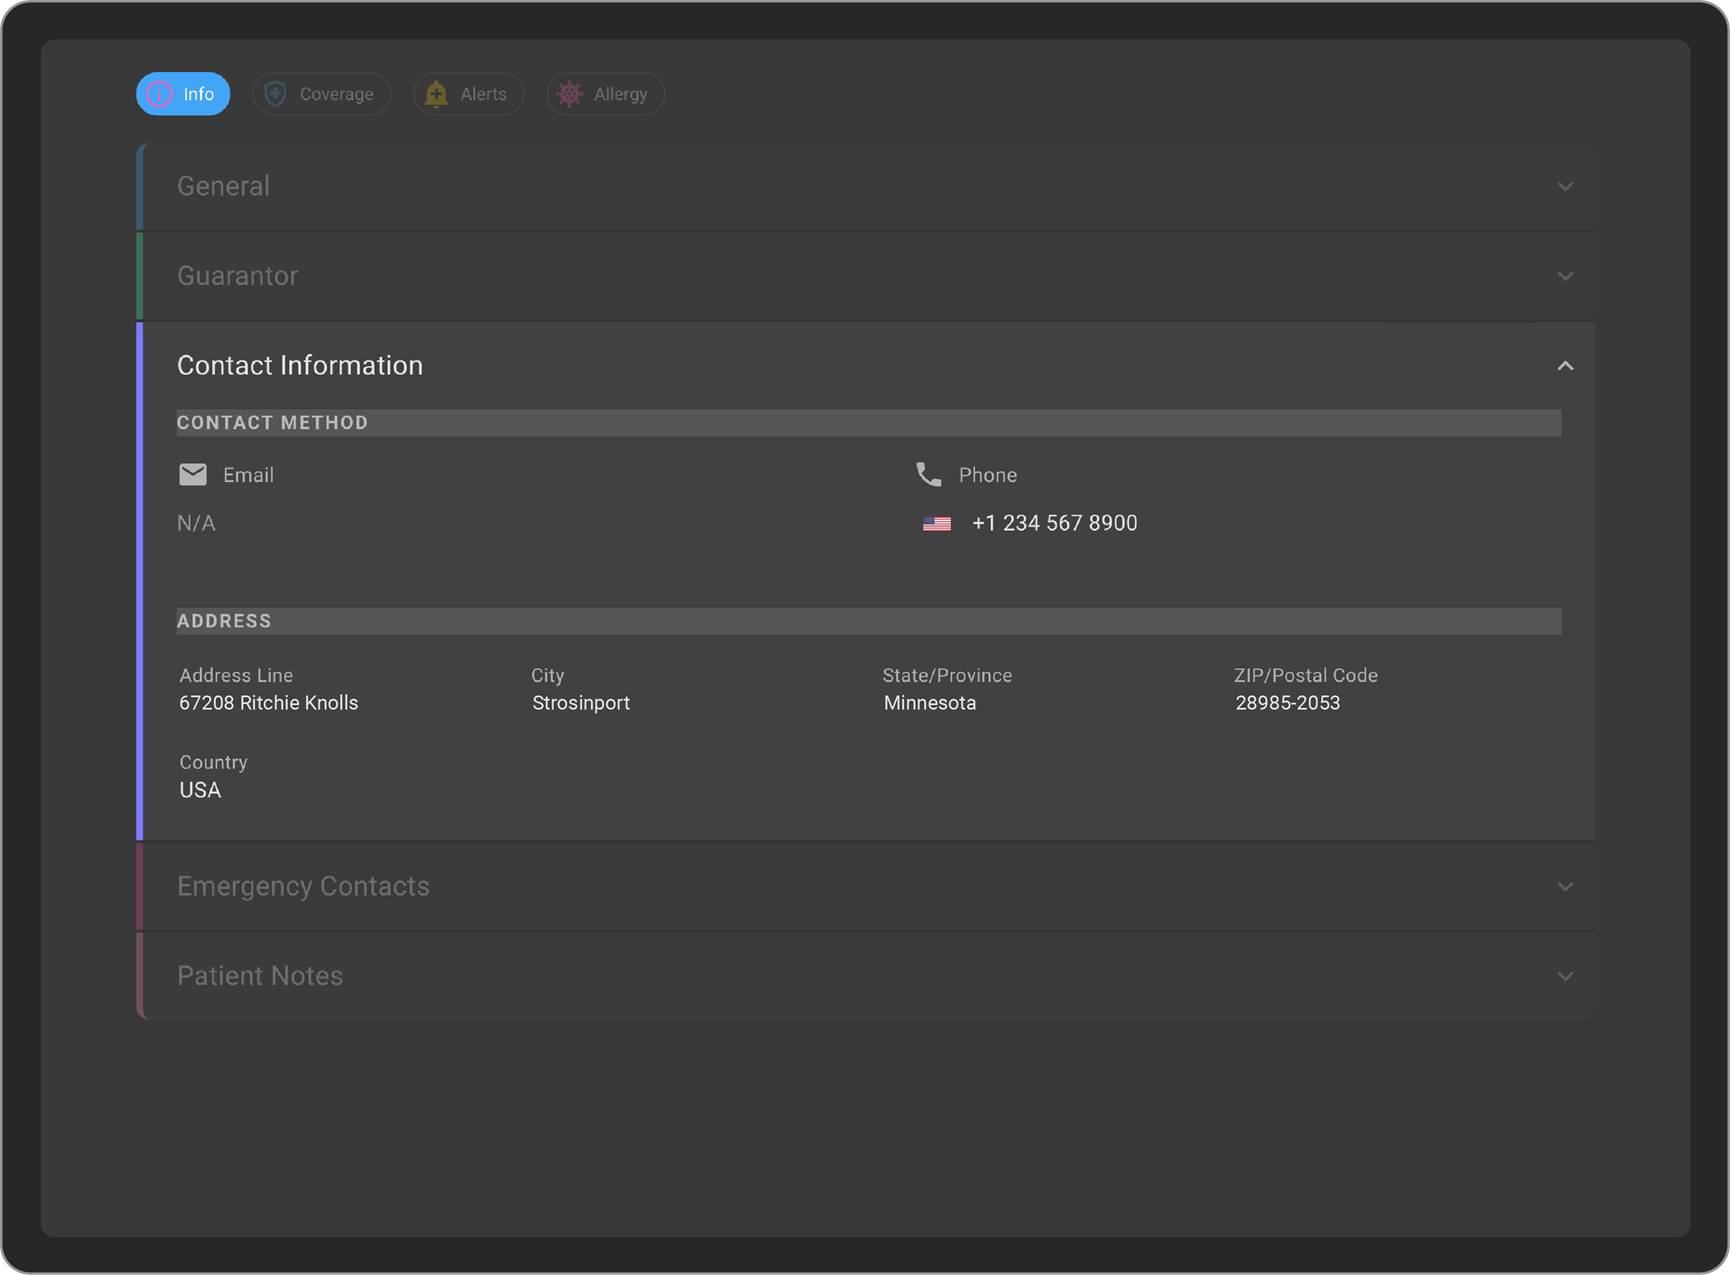 Info Coverage Alerts Allergy
General
Guarantor
Contact Information
CONTACT METHOD
Email Phone
N/A +1 234 567 8900
ADDRESS
Address Line City State/Province ZIP/Postal Code
67208 Ritchie Knolls Strosinport Minnesota 28985-2053
Country
USA
Emergency Contacts
Patient Notes